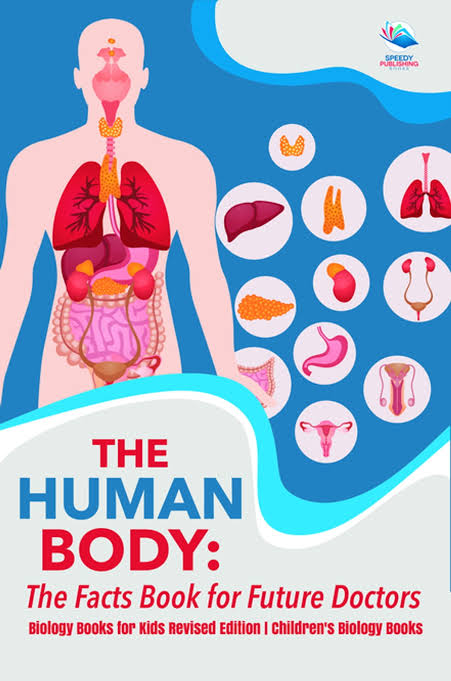 SPEEDY
PUBLISHING
BOOKS
THE
HUMAN
BODY:
The Facts Book for Future Doctors
Biology Books for Kids Revised Edition | Children's Biology Books